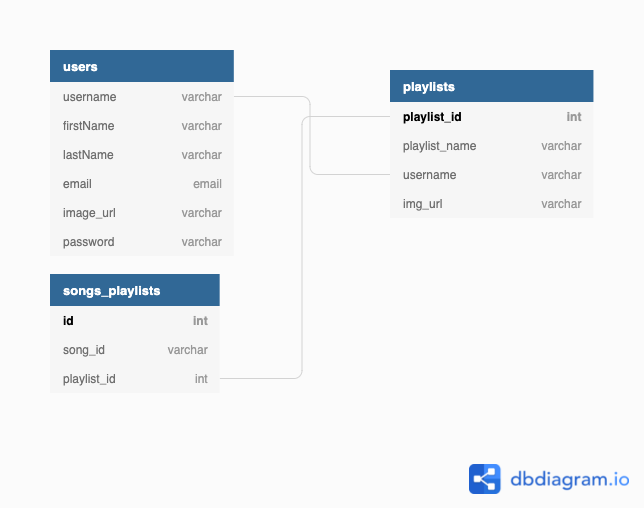 users
username varchar
firstName varchar
lastName varchar
email email
image_url varchar
password varchar
playlists
playlist_id int
playlist_name varchar
username varchar
img_url varchar
songs_playlists
id int
song_id varchar
playlist_id int
dbdiagram.io